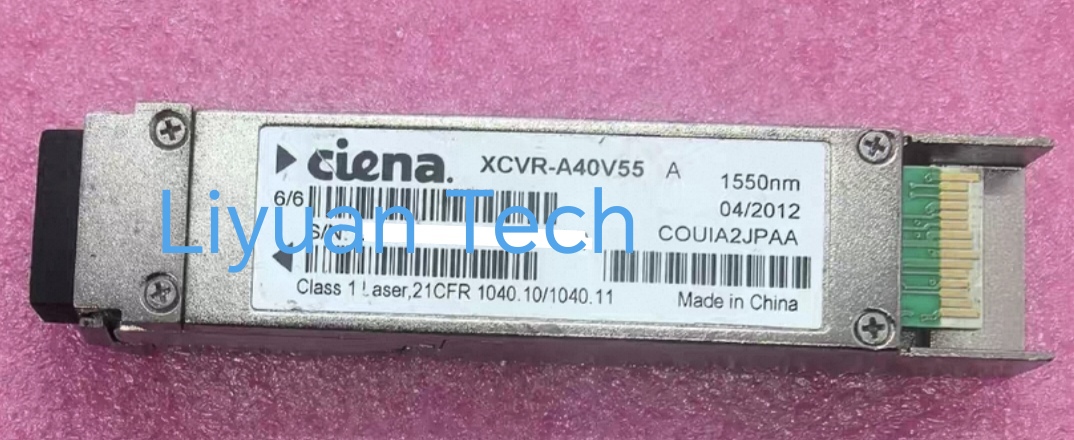 ciena. XCVR-A40V55 A 1550nm
6/6 04/2012
Liyuan Tech
S/N: COUIA2JPAA
Class 1 Laser,21CFR 1040.10/1040.11 Made in China